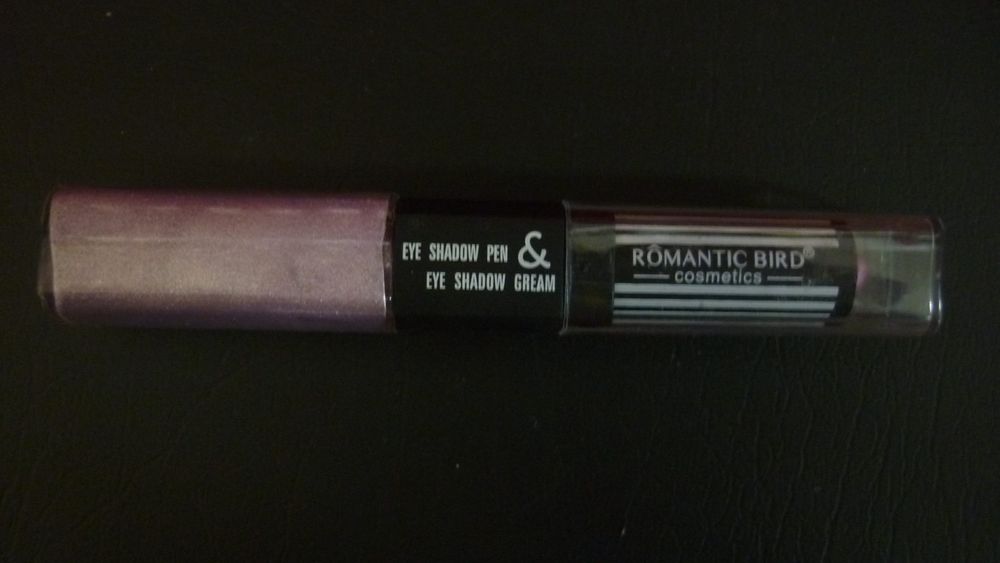 EYE SHADOW PEN &
EYE SHADOW GREAM
RÔMANTIC BIRD®
cosmetics